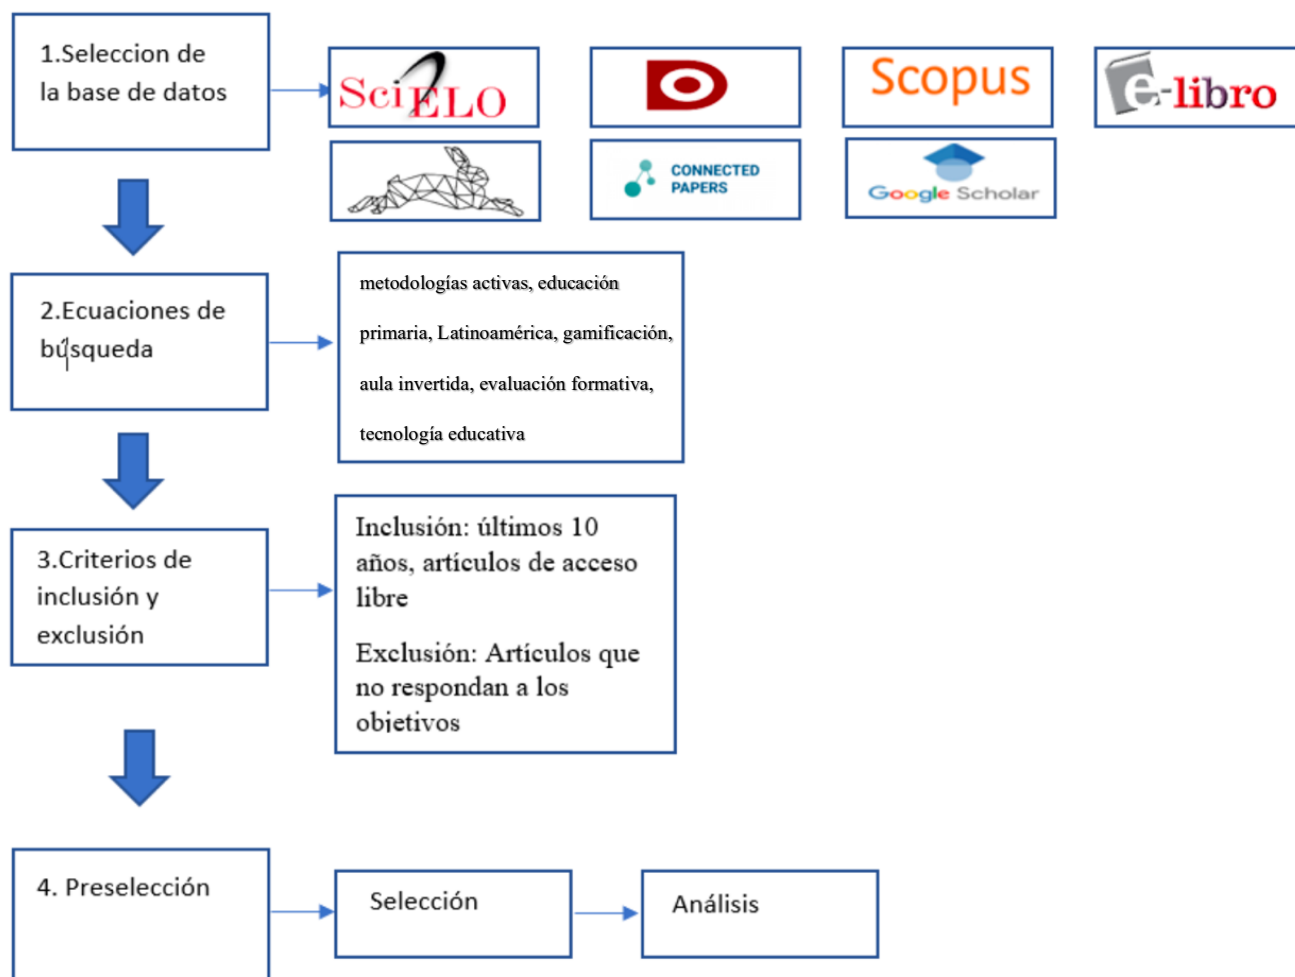 1.Seleccion de
la base de datos
SciELO
Scopus
e-libro
CONNECTED
PAPERS
Google Scholar
2.Ecuaciones de
búsqueda
metodologías activas, educación
primaria, Latinoamérica, gamificación,
aula invertida, evaluación formativa,
tecnología educativa
3.Criterios de
inclusión y
exclusión
Inclusión: últimos 10
años, artículos de acceso
libre
Exclusión: Artículos que
no respondan a los
objetivos
4. Preselección
Selección
Análisis